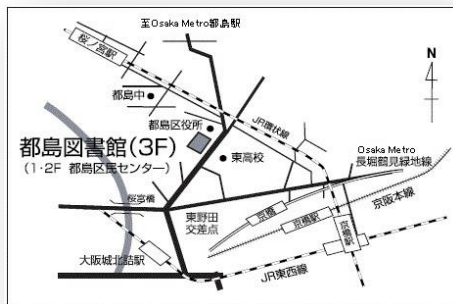 至Osaka Metro都島駅
桜ノ宮駅
N
都島中
都島区役所
JR環状線
都島図書館(3F)
(1・2F 都島区民センター)
東高校
Osaka Metro
長堀鶴見緑地線
桜宮橋
東野田
交差点
京橋
京橋駅
京阪本線
京橋駅
大阪城北詰駅
JR東西線